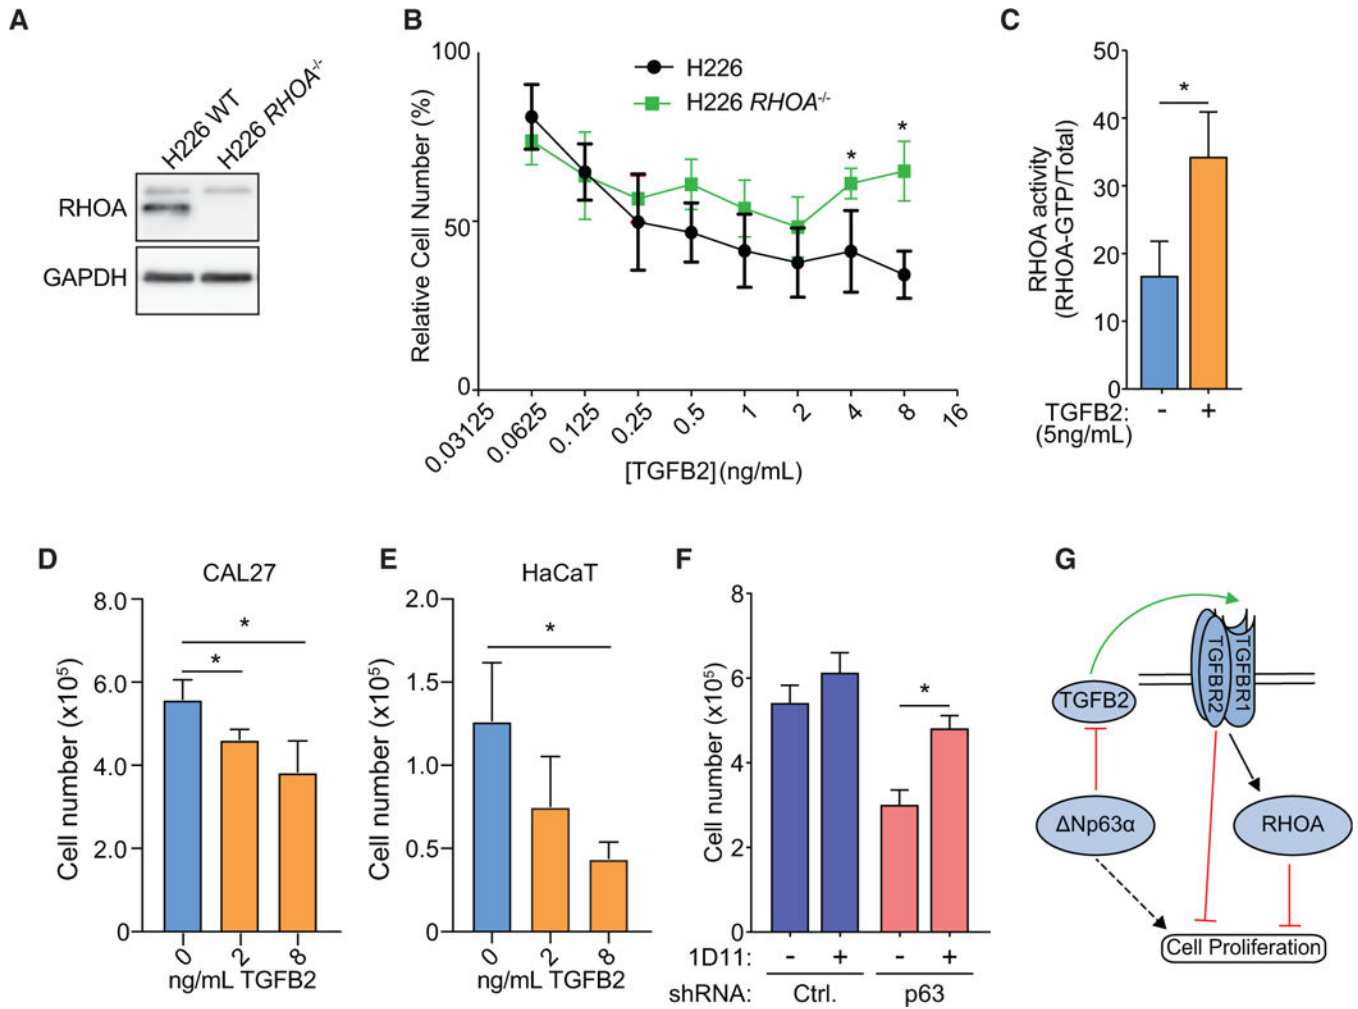 A
H226 WT
H226 RHOA-/-
RHOA
GAPDH
B
Relative Cell Number (%)
100
50
0
H226
H226 RHOA-/-
*
*
0.03125
0.0625
0.125
0.25
0.5
1
2
4
8
16
[TGFB2] (ng/mL)
C
RHOA activity
(RHOA-GTP/Total)
50
40
30
20
10
0
*
TGFB2: - +
(5ng/mL)
D
CAL27
Cell number (x10⁵)
8.0
6.0
4.0
2.0
0
*
*
0 2 8
ng/mL TGFB2
E
HaCaT
Cell number (x10⁵)
2.0
1.5
1.0
0.5
0
*
0 2 8
ng/mL TGFB2
F
Cell number (x10⁵)
8
6
4
2
0
*
1D11: - + - +
shRNA: Ctrl. p63
G
TGFB2
TGFBR2
TGFBR1
ΔNp63α
RHOA
Cell Proliferation